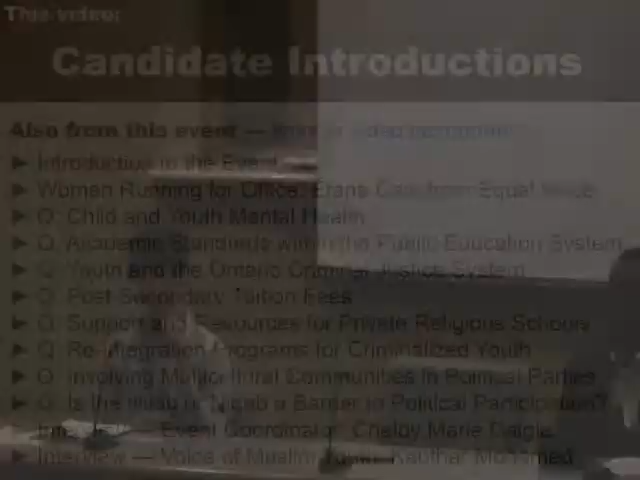 This video:
Candidate Introductions
Also from this event —
► Introduction to the Event
► Women Running for Office: Equal Voice
► Q: Child and Youth Mental Health
► Q: Academic Standards within the Public Education System
► Q: Youth and the Ontario Criminal Justice System
► Q: Post Secondary Tuition Fees
► Q: Support and Resources for Private Religious Schools
► Q: Re-integration Programs for Criminalized Youth
► Q: Involving Multicultural Communities in Political Parties
► Q: Is the Hijab or Niqab a Barrier to Political Participation?
Event Coordinator Marie
► Interview — Voice of Muslim